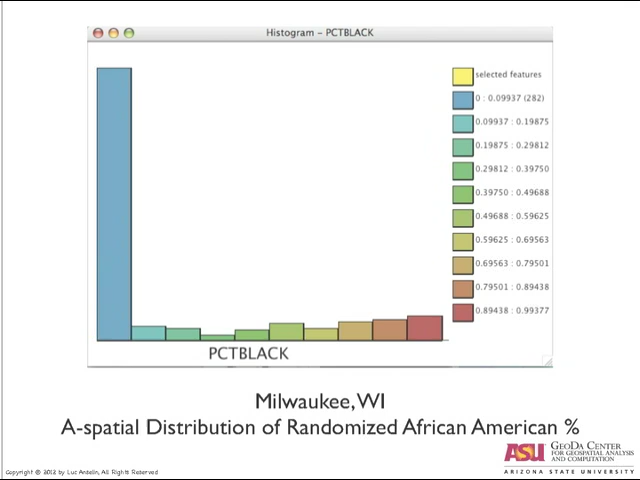 Histogram – PCTBLACK
selected features
0 : 0.09937 (282)
0.09937 : 0.19875
0.19875 : 0.29812
0.29812 : 0.39750
0.39750 : 0.49688
0.49688 : 0.59625
0.59625 : 0.69563
0.69563 : 0.79501
0.79501 : 0.89438
0.89438 : 0.99377
PCTBLACK
Milwaukee, WI
A-spatial Distribution of Randomized African American %
ASU
GEODA CENTER
FOR GEOSPATIAL ANALYSIS
AND COMPUTATION
ARIZONA STATE UNIVERSITY
Copyright © 2012 by Luc Anselin, All Rights Reserved